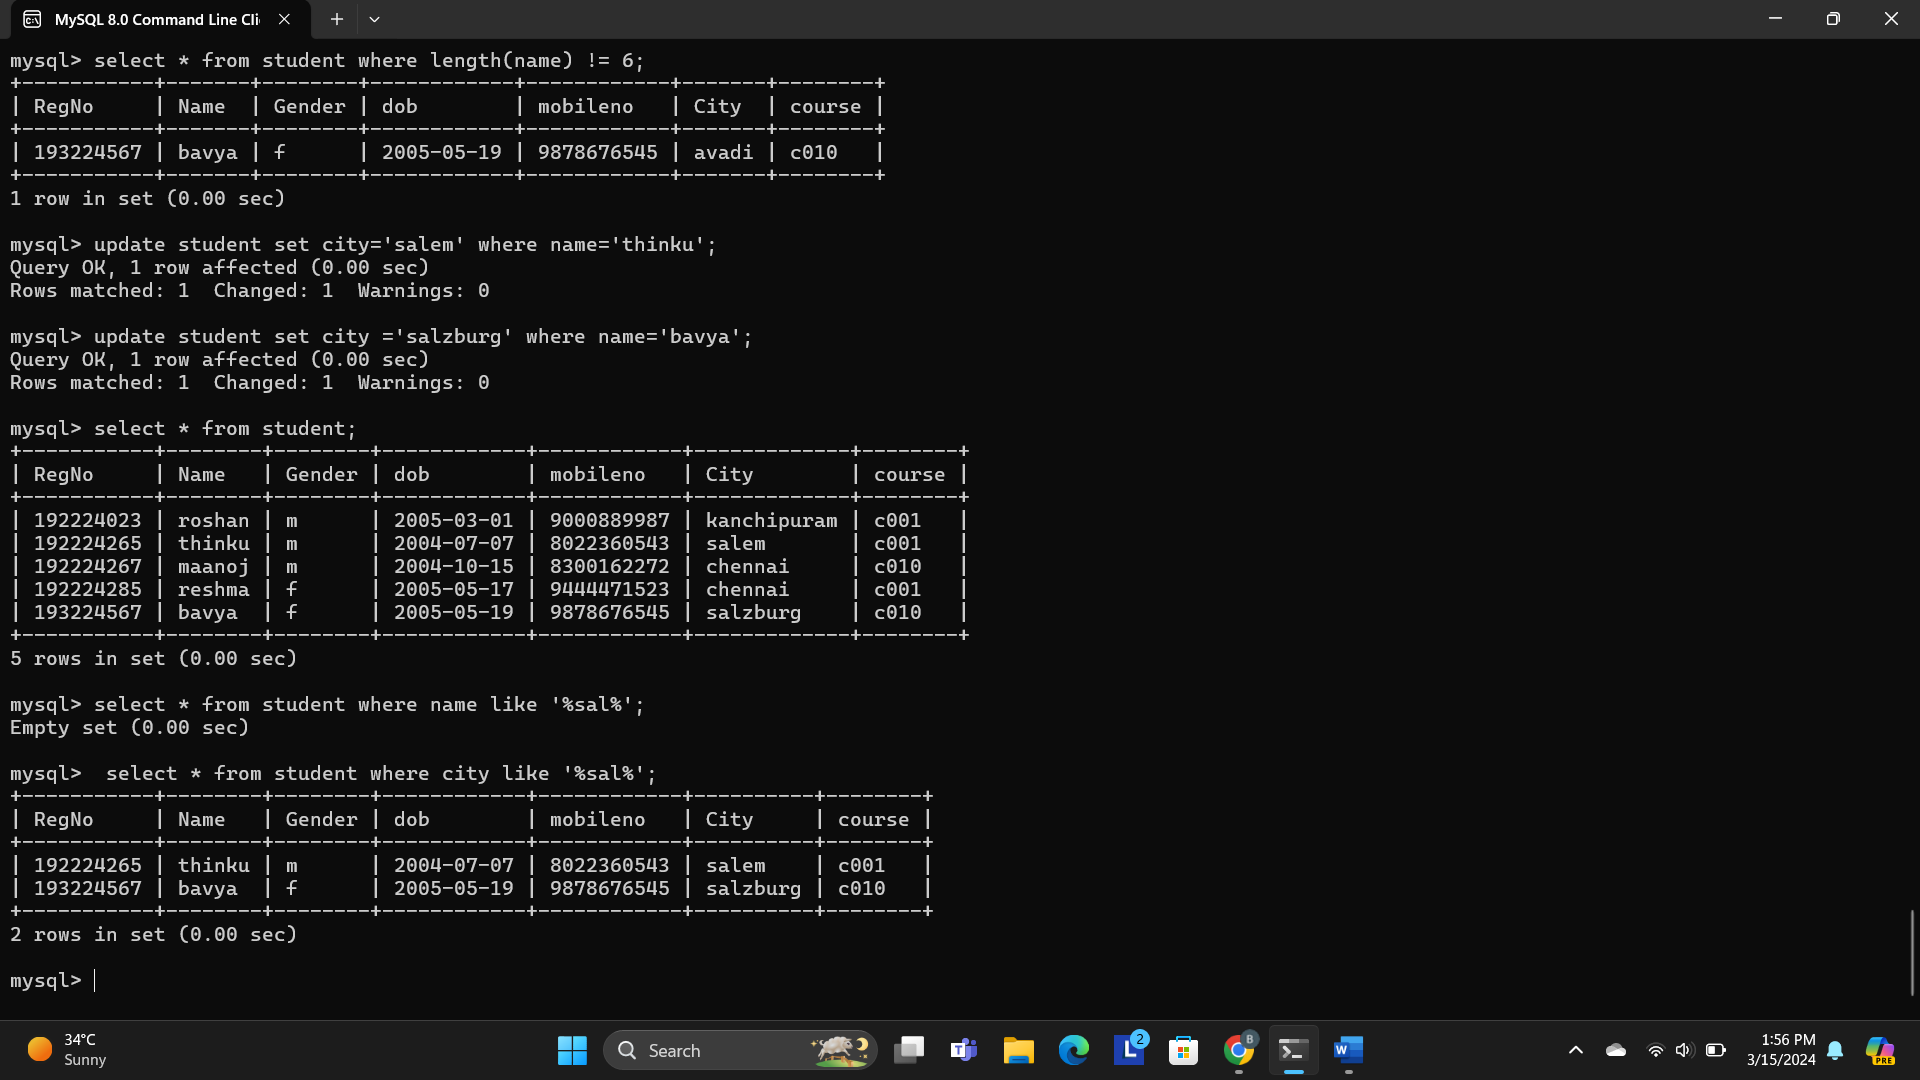 MySQL 8.0 Command Line Cli
mysql> select * from student where length(name) != 6;
+-----------+-------+--------+------------+------------+-------+--------+
| RegNo     | Name  | Gender | dob        | mobileno   | City  | course |
+-----------+-------+--------+------------+------------+-------+--------+
| 193224567 | bavya | f      | 2005-05-19 | 9878676545 | avadi | c010   |
+-----------+-------+--------+------------+------------+-------+--------+
1 row in set (0.00 sec)
mysql> update student set city='salem' where name='thinku';
Query OK, 1 row affected (0.00 sec)
Rows matched: 1  Changed: 1  Warnings: 0
mysql> update student set city ='salzburg' where name='bavya';
Query OK, 1 row affected (0.00 sec)
Rows matched: 1  Changed: 1  Warnings: 0
mysql> select * from student;
+-----------+--------+--------+------------+------------+-------------+--------+
| RegNo     | Name   | Gender | dob        | mobileno   | City        | course |
+-----------+--------+--------+------------+------------+-------------+--------+
| 192224023 | roshan | m      | 2005-03-01 | 9000889987 | kanchipuram | c001   |
| 192224265 | thinku | m      | 2004-07-07 | 8022360543 | salem       | c001   |
| 192224267 | maanoj | m      | 2004-10-15 | 8300162272 | chennai     | c010   |
| 192224285 | reshma | f      | 2005-05-17 | 9444471523 | chennai     | c001   |
| 193224567 | bavya  | f      | 2005-05-19 | 9878676545 | salzburg    | c010   |
+-----------+--------+--------+------------+------------+-------------+--------+
5 rows in set (0.00 sec)
mysql> select * from student where name like '%sal%';
Empty set (0.00 sec)
mysql>  select * from student where city like '%sal%';
+-----------+--------+--------+------------+------------+----------+--------+
| RegNo     | Name   | Gender | dob        | mobileno   | City     | course |
+-----------+--------+--------+------------+------------+----------+--------+
| 192224265 | thinku | m      | 2004-07-07 | 8022360543 | salem    | c001   |
| 193224567 | bavya  | f      | 2005-05-19 | 9878676545 | salzburg | c010   |
+-----------+--------+--------+------------+------------+----------+--------+
2 rows in set (0.00 sec)
mysql>
34°C
Sunny
Search
T
L
2
B
W
1:56 PM
3/15/2024
PRE